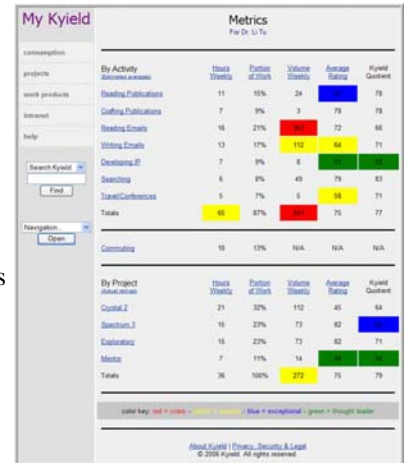 My Kyield
Metrics
For Dr. Li Tu
consumption
projects
work products
intranet
help
Search Kyield
Find
Navigation..
Open
s
By Activity Hours Weekly Portion of Work Volume Weekly Average Rating Kyield Quotient
Reading Publications 11 15% 24 78
Crafting Publications 7 9% 3 78 78
Reading Emails 16 21% 72 66
Writing Emails 13 17% 112 64 71
Developing IP 7 9% 8
Searching 6 8% 49 79 83
Travel/Conferences 5 7% 5 58 71
Totals 65 87% 75 77
Commuting 10 13% N/A N/A N/A
By Project Hours Weekly Portion of Work Volume Weekly Average Rating Kyield Quotient
Crystal 2 21 32% 112 45 64
Spectrum 3 15 23% 73 82
Exploratory 15 23% 73 82 71
Mentor 7 11% 14
Totals 36 100% 272 75 79
color key: red = crisis - - blue = exceptional - green = thought leader
About Kyield | Privacy, Security & Legal
© 2006 Kyield. All rights reserved.